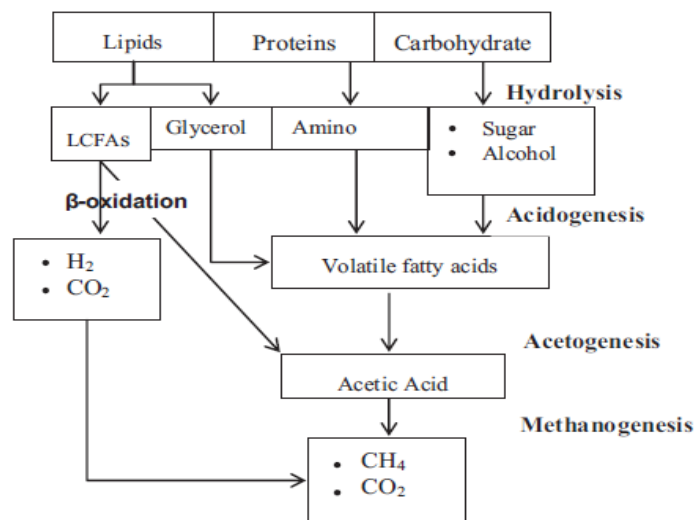 Lipids Proteins Carbohydrate
Hydrolysis
LCFAs Glycerol Amino
• Sugar
• Alcohol
β-oxidation
Acidogenesis
• H₂
• CO₂
Volatile fatty acids
Acetogenesis
Acetic Acid
Methanogenesis
• CH₄
• CO₂